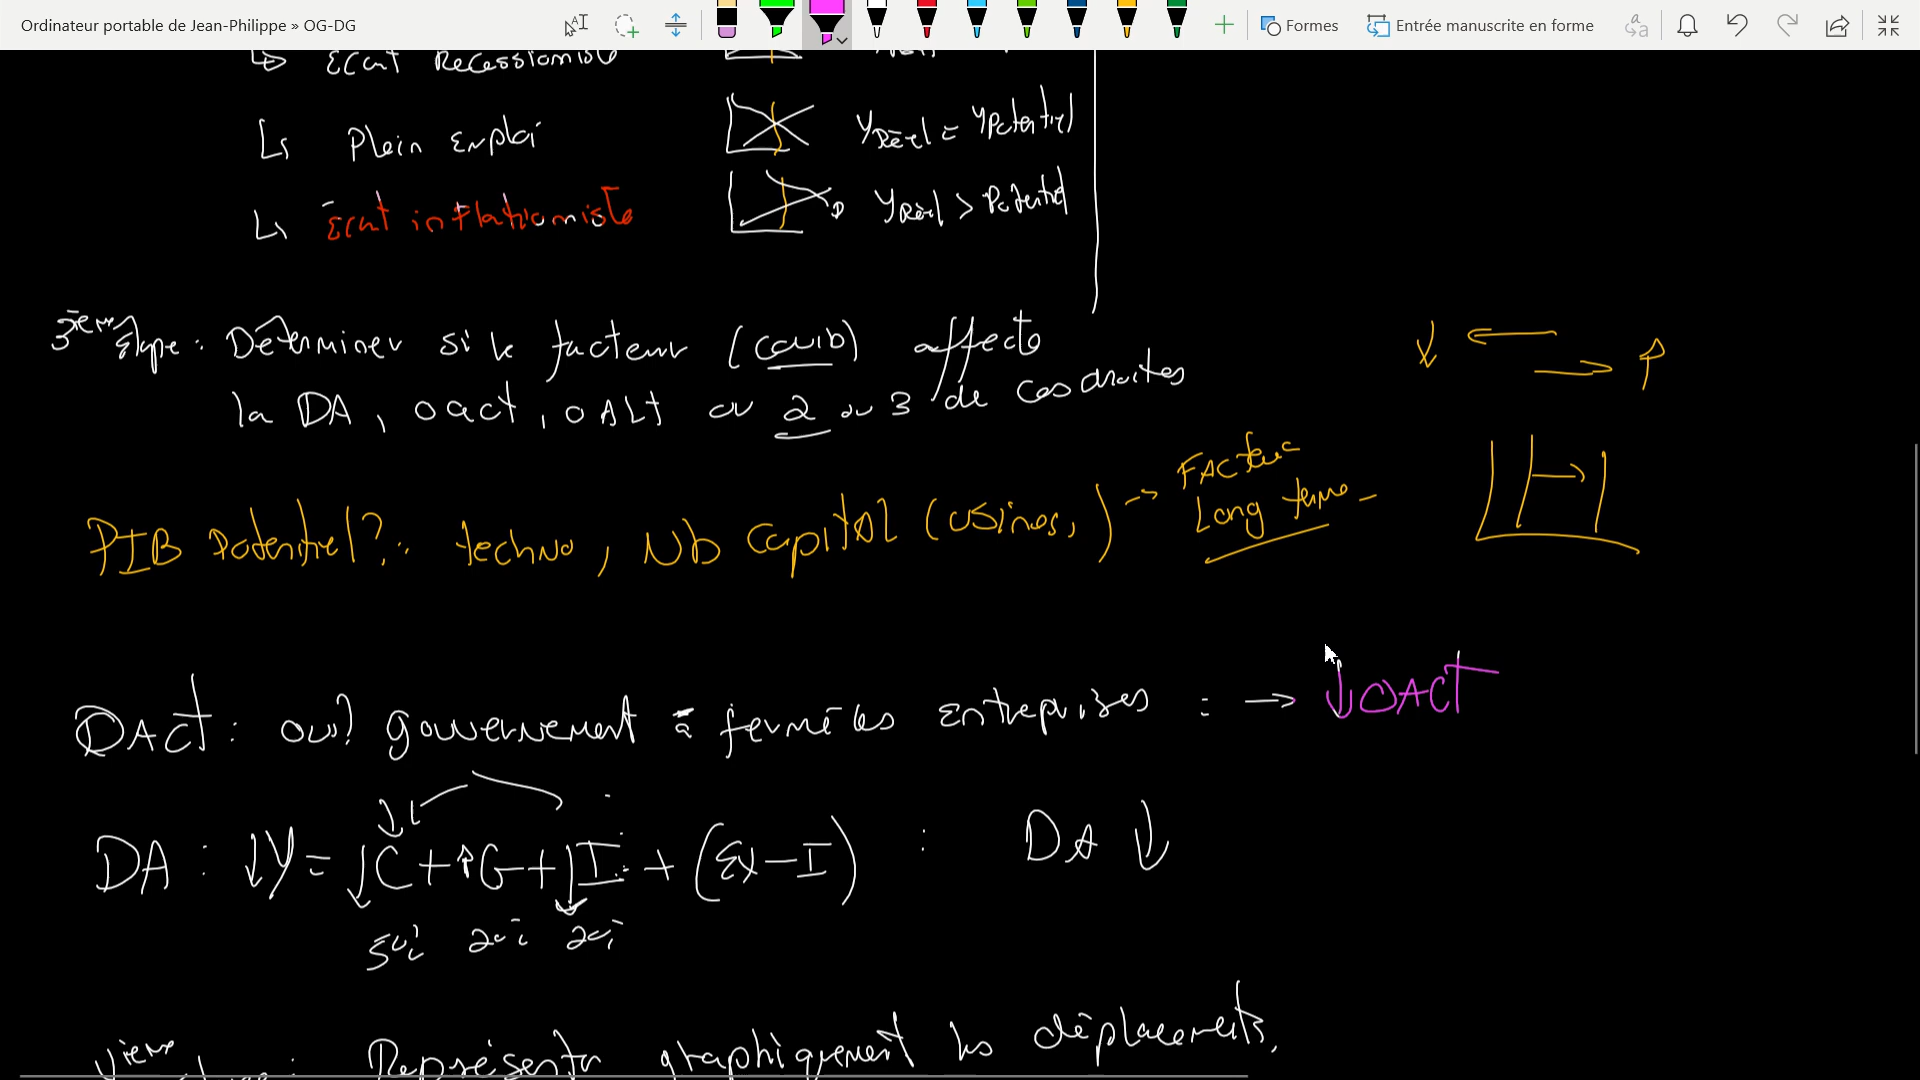 Ordinateur portable de Jean-Philippe » OG-DG
Formes
Entrée manuscrite en forme
↳ Écart Récessionniste
↳ Plein Emploi Yréel = Ypotentiel
↳ Écart inflationniste Yréel > Potentiel
3ième Étape : Déterminer si le facteur (covid) affecte
la DA, oact, OALT ou 2 ou 3 de ces droites
↓ ← → ↑
PIB Potentiel? : techno, Nb capital (usines,) → Facteur
Long terme
OACT : oui? gouvernement à fermé les entreprises : → ↓OACT
DA : ↓Y = ↓C + ↑G + ↓I + (EX - I) : DA ↓
Représenter graphiquement les déplacements.